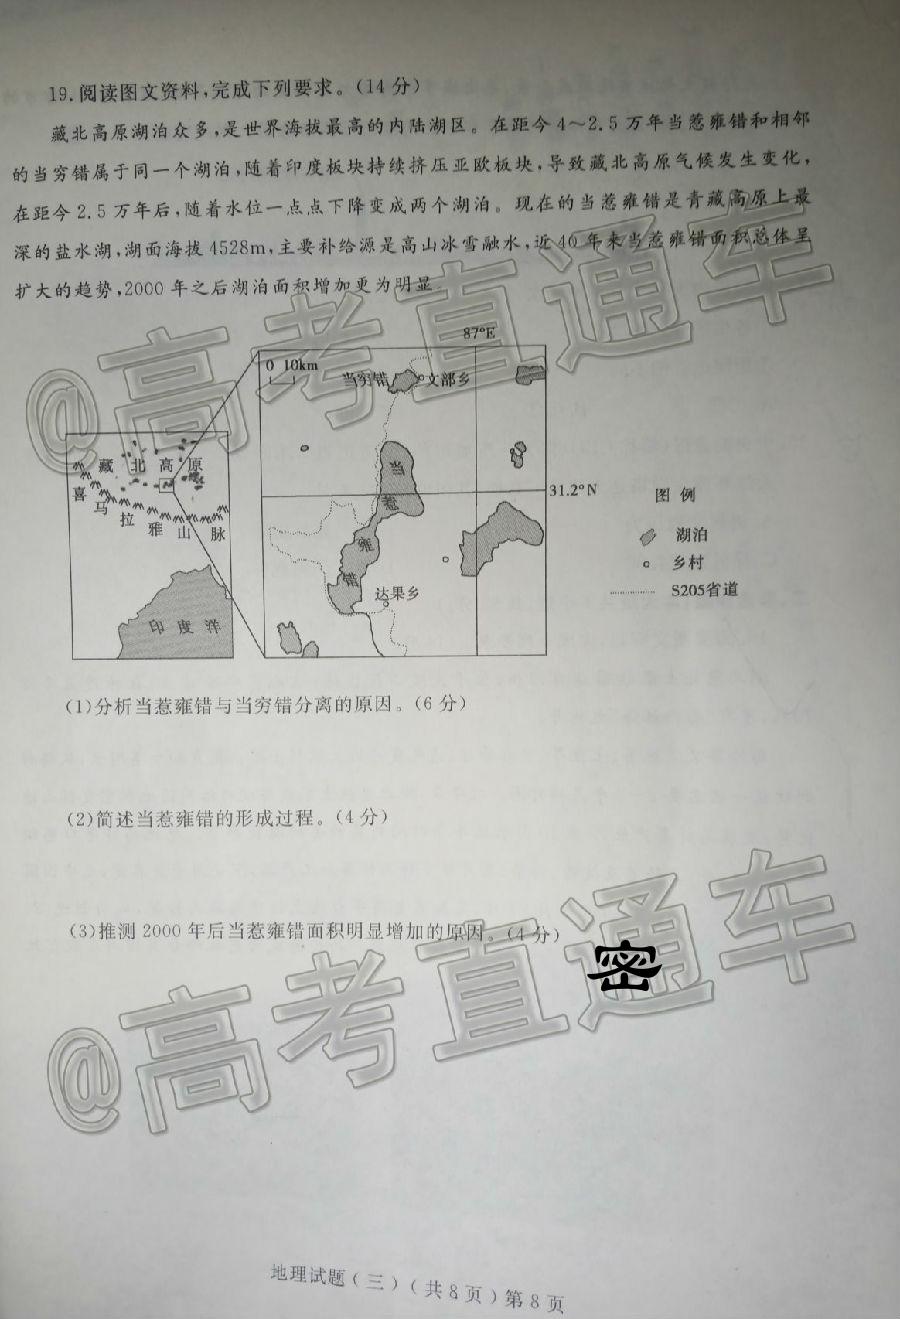 19.阅读图文资料,完成下列要求。(14分)
藏北高原湖泊众多,是世界海拔最高的内陆湖区。在距今4～2.5万年当惹雍错和相邻
的当穷错属于同一个湖泊,随着印度板块持续挤压亚欧板块,导致藏北高原气候发生变化,
在距今2.5万年后,随着水位一点点下降变成两个湖泊。现在的当惹雍错是青藏高原上最
深的盐水湖,湖面海拔4528m,主要补给源是高山冰雪融水,近40年来当惹雍错面积总体呈
扩大的趋势,2000年之后湖泊面积增加更为明显
@高考直通车
87°E
0 10km
当穷错
文部乡
藏北高原
喜马拉雅山脉
印度洋
当惹雍错
达果乡
31.2°N
图例
湖泊
乡村
S205省道
(1)分析当惹雍错与当穷错分离的原因。(6分)
(2)简述当惹雍错的形成过程。(4分)
(3)推测2000年后当惹雍错面积明显增加的原因。(4分)
密
@高考直通车
地理试题(三)(共8页)第8页